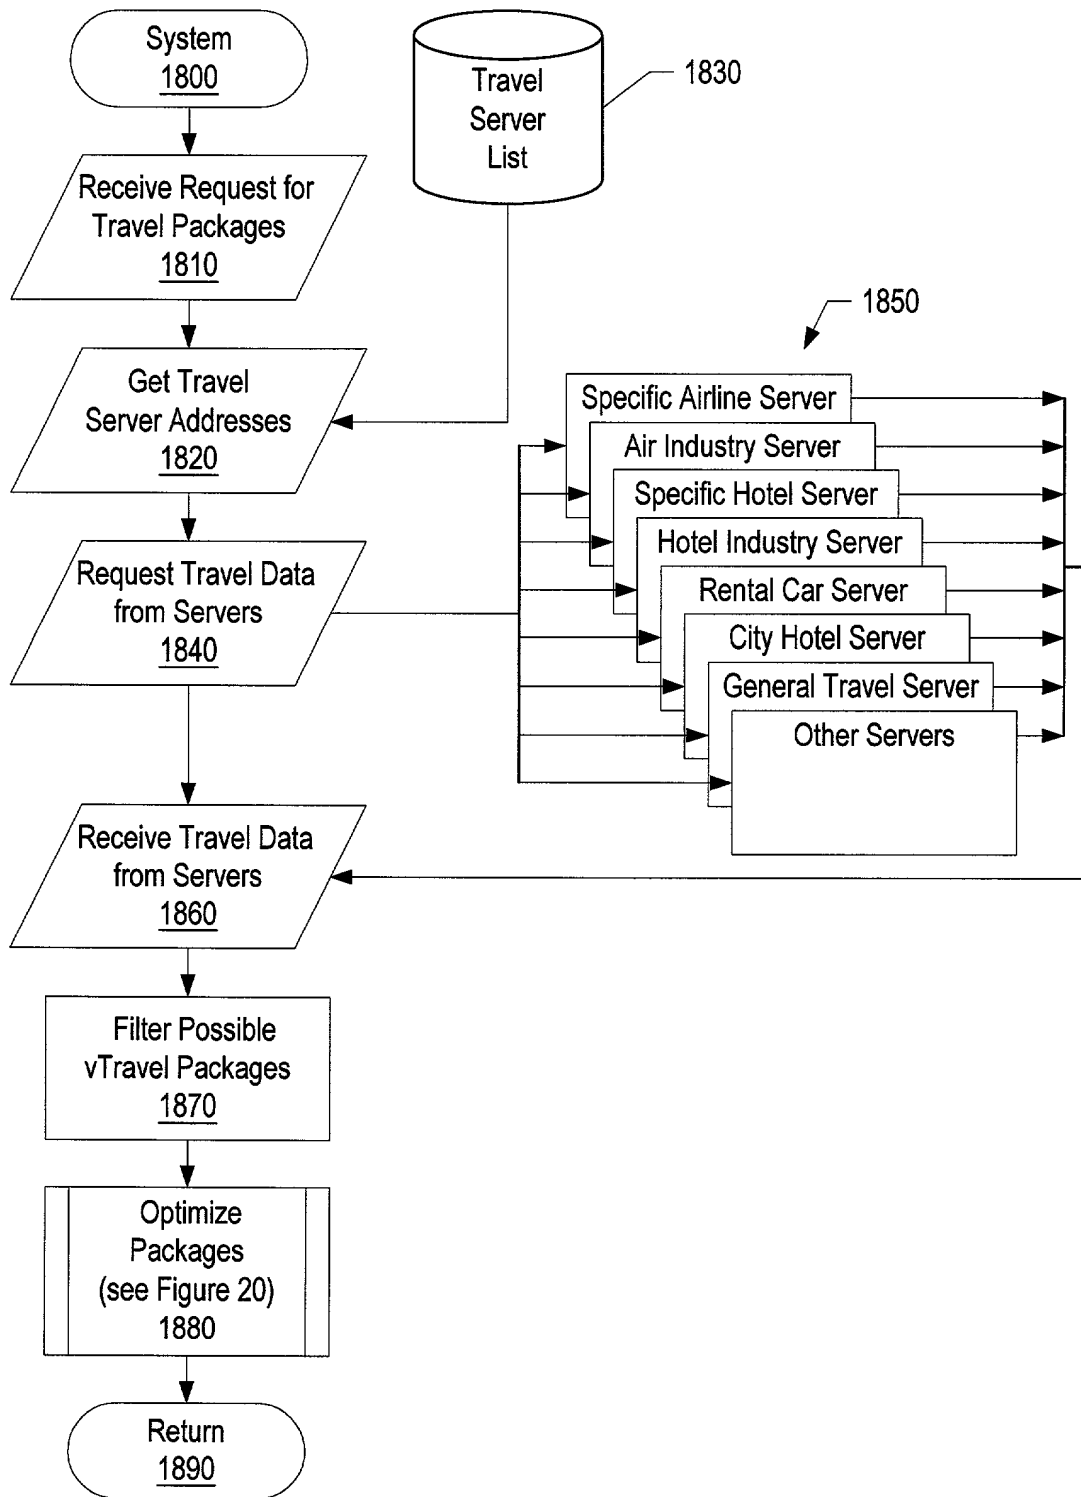 System
1800
Travel
Server
List
1830
Receive Request for
Travel Packages
1810
1850
Get Travel
Server Addresses
1820
Specific Airline Server
Air Industry Server
Specific Hotel Server
Hotel Industry Server
Rental Car Server
City Hotel Server
General Travel Server
Other Servers
Request Travel Data
from Servers
1840
Receive Travel Data
from Servers
1860
Filter Possible
vTravel Packages
1870
Optimize
Packages
(see Figure 20)
1880
Return
1890